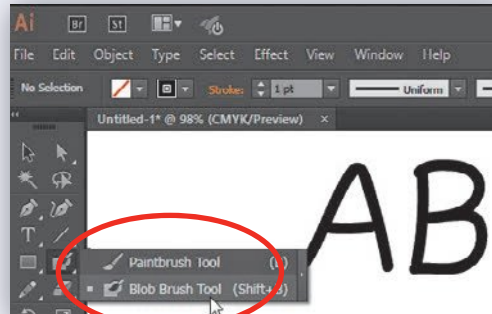 Ai Br St
File Edit Object Type Select Effect View Window Help
No Selection Stroke: 1 pt Uniform
Untitled-1* @ 98% (CMYK/Preview) ×
AB
T
Paintbrush Tool (B)
Blob Brush Tool (Shift+B)